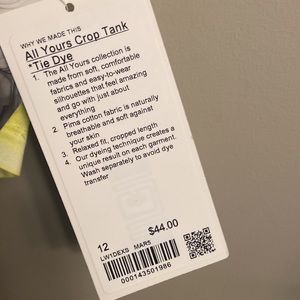 WHY WE MADE THIS
All Yours Crop Tank
*Tie Dye
1. The All Yours collection is
made from soft, comfortable
fabrics and easy-to-wear
silhouettes that feel amazing
and go with just about
everything
2. Pima cotton fabric is naturally
breathable and soft against
your skin
3. Relaxed fit, cropped length
4. Our dyeing technique creates a
unique result on each garment.
Wash separately to avoid dye
transfer
12 $44.00
LW1DEXS MAR5
000143501986